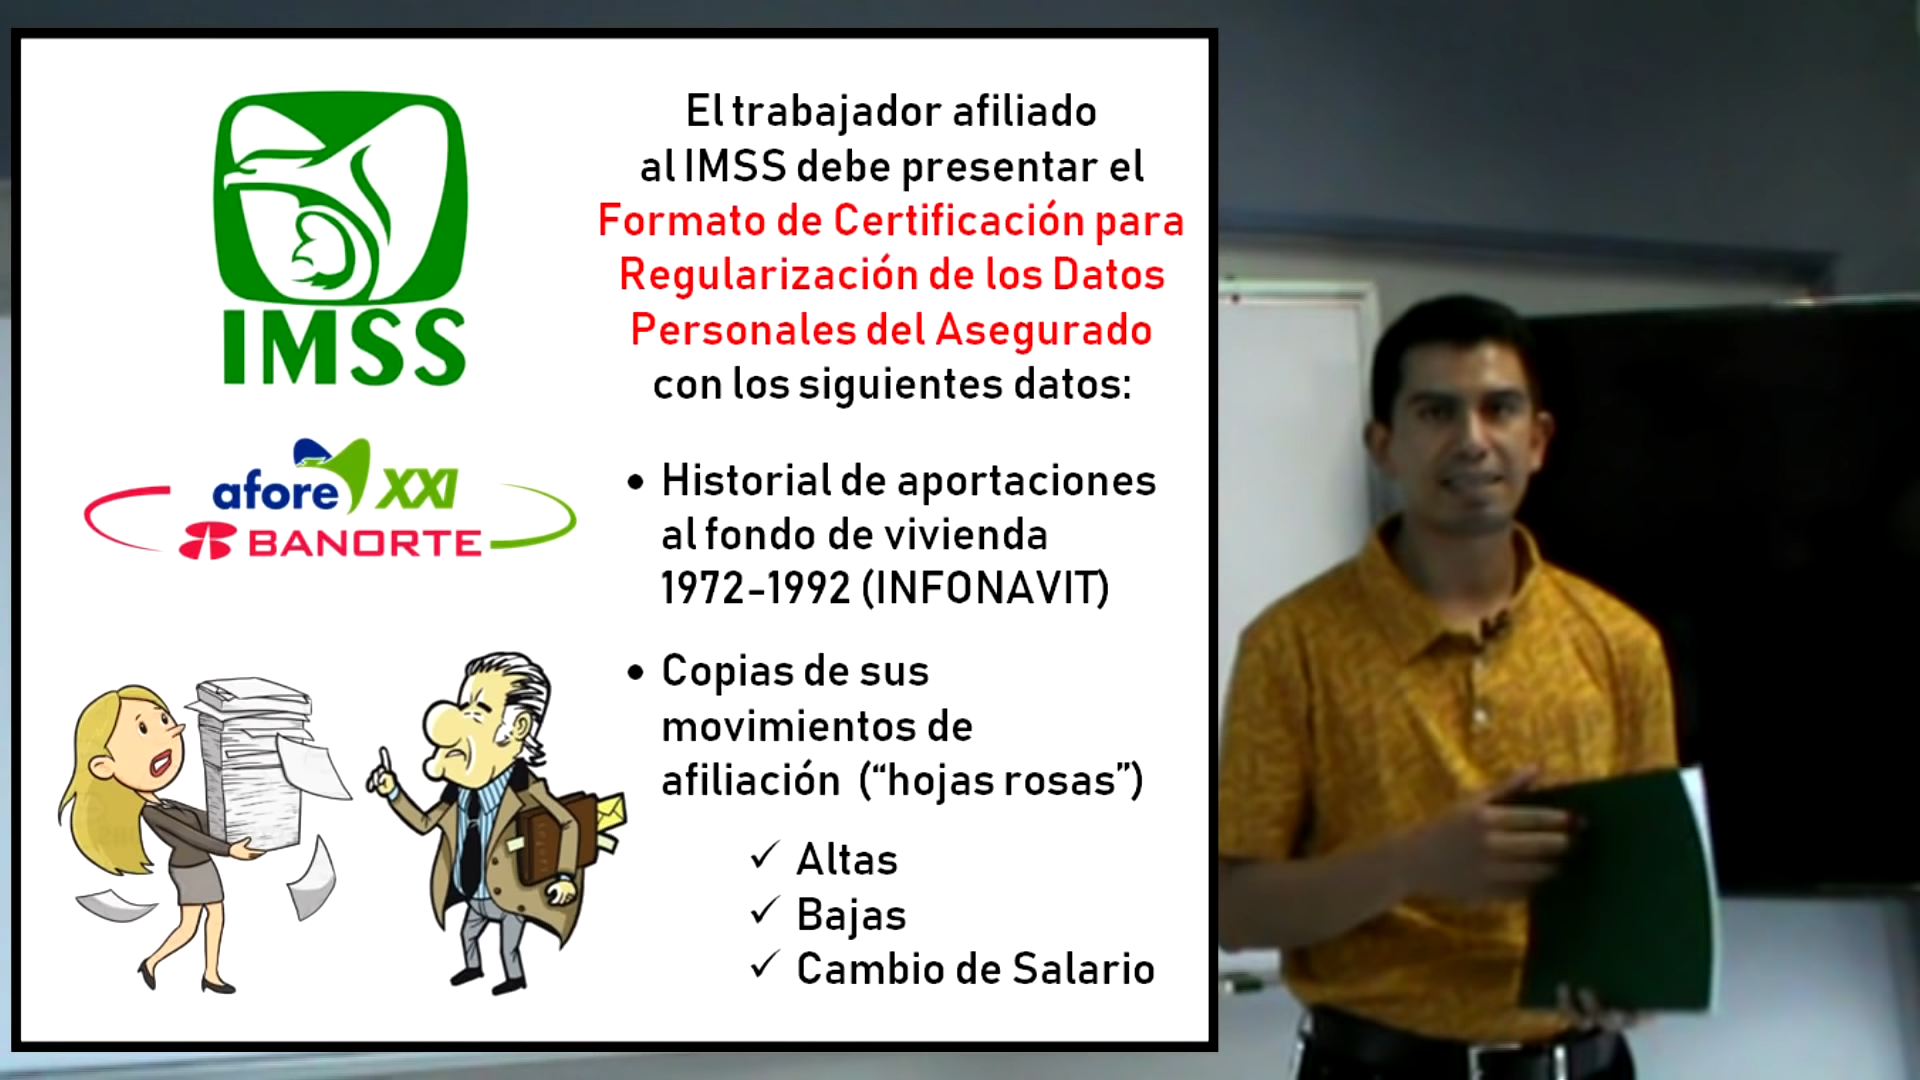 IMSS
afore XXI
BANORTE
El trabajador afiliado
al IMSS debe presentar el
Formato de Certificación para
Regularización de los Datos
Personales del Asegurado
con los siguientes datos:
• Historial de aportaciones
al fondo de vivienda
1972-1992 (INFONAVIT)
• Copias de sus
movimientos de
afiliación (“hojas rosas”)
✓ Altas
✓ Bajas
✓ Cambio de Salario